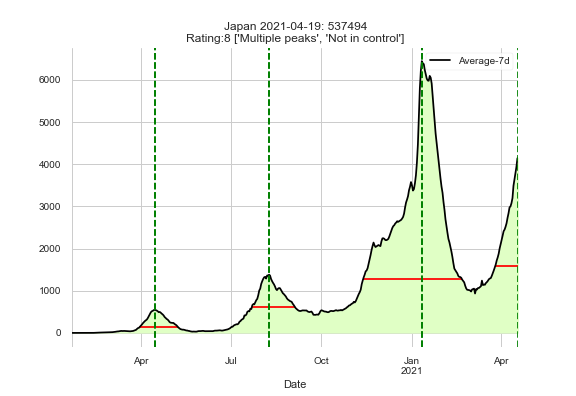 Japan 2021-04-19: 537494
Rating:8 ['Multiple peaks', 'Not in control']
Average-7d
6000
5000
4000
3000
2000
1000
0
Apr
Jul
Oct
Jan
2021
Apr
Date